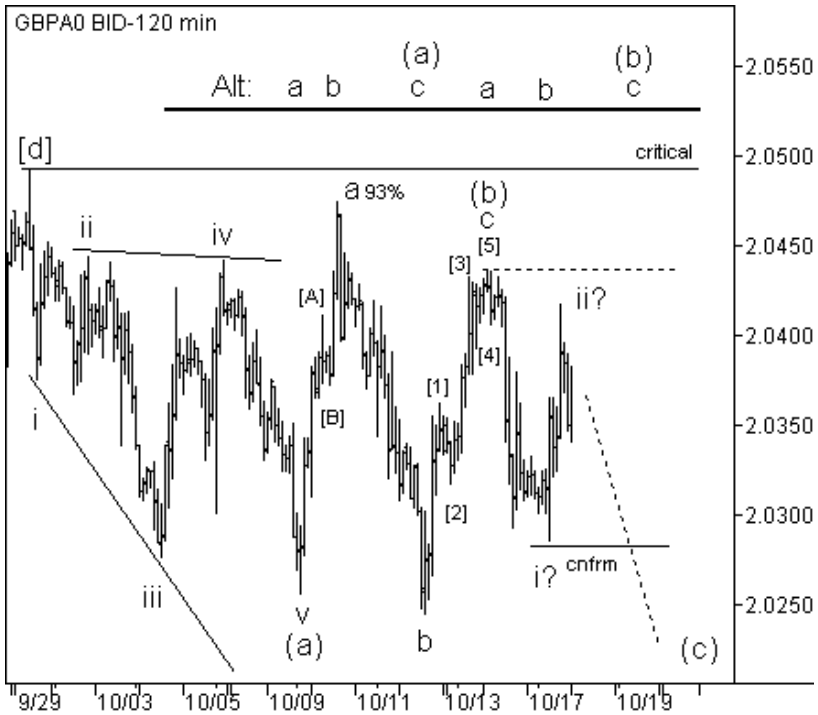 GBPA0 BID-120 min
(a) (b)
Alt: a b c a b c
[d]
critical
a 93%
(b)
c
ii
iv
[3] [5]
[A]
ii?
[4]
[1]
[B]
i
[2]
iii
i? cnfrm
v
(a)
b
(c)
2.0550
2.0500
2.0450
2.0400
2.0350
2.0300
2.0250
9/29 10/03 10/05 10/09 10/11 10/13 10/17 10/19